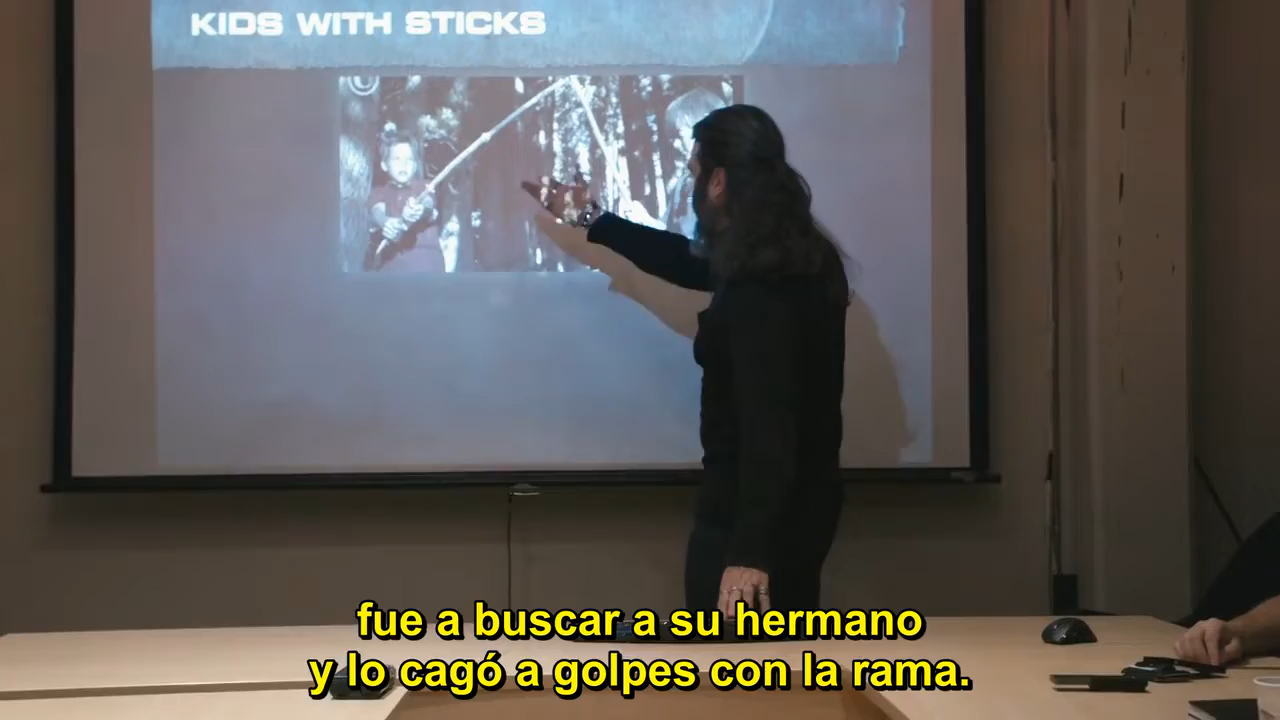 KIDS WITH STICKS
fue a buscar a su hermano
y lo cagó a golpes con la rama.